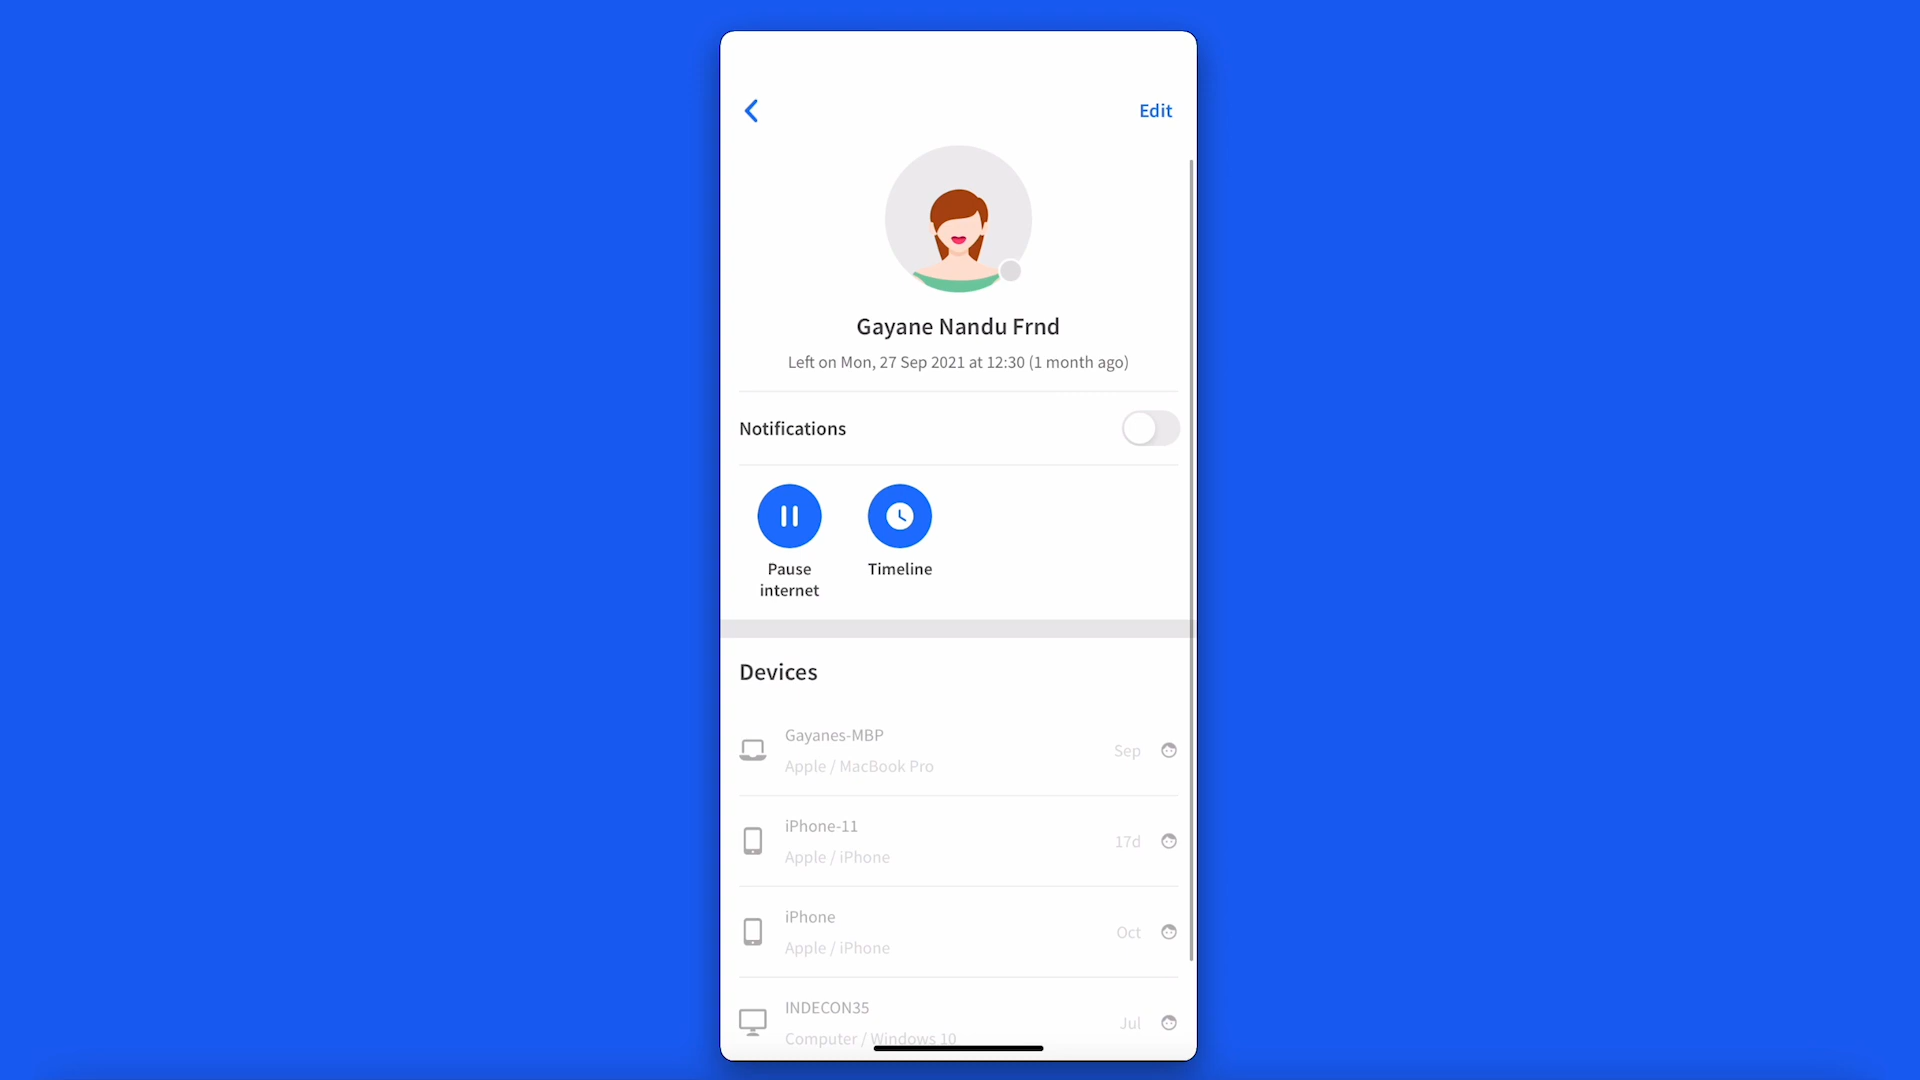 Edit
Gayane Nandu Frnd
Left on Mon, 27 Sep 2021 at 12:30 (1 month ago)
Notifications
Pause
internet
Timeline
Devices
Gayanes-MBP
Apple / MacBook Pro
Sep
iPhone-11
Apple / iPhone
17d
iPhone
Apple / iPhone
Oct
INDECON35
Computer / Windows 10
Jul